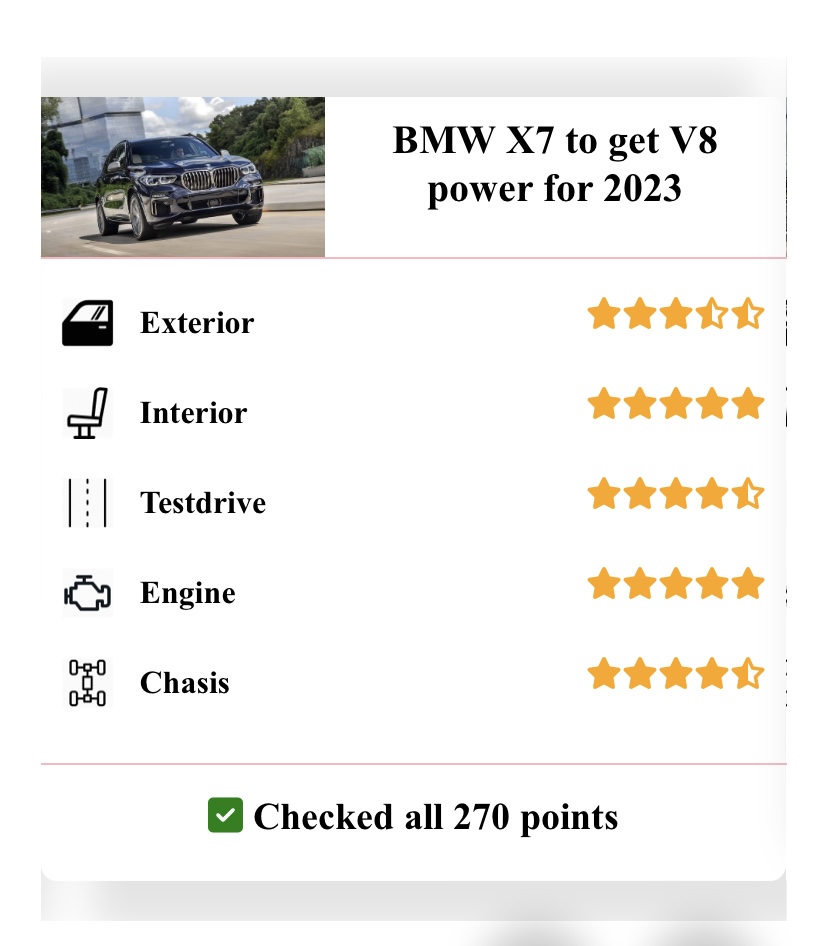 BMW X7 to get V8
power for 2023
Exterior
Interior
Testdrive
Engine
Chasis
Checked all 270 points